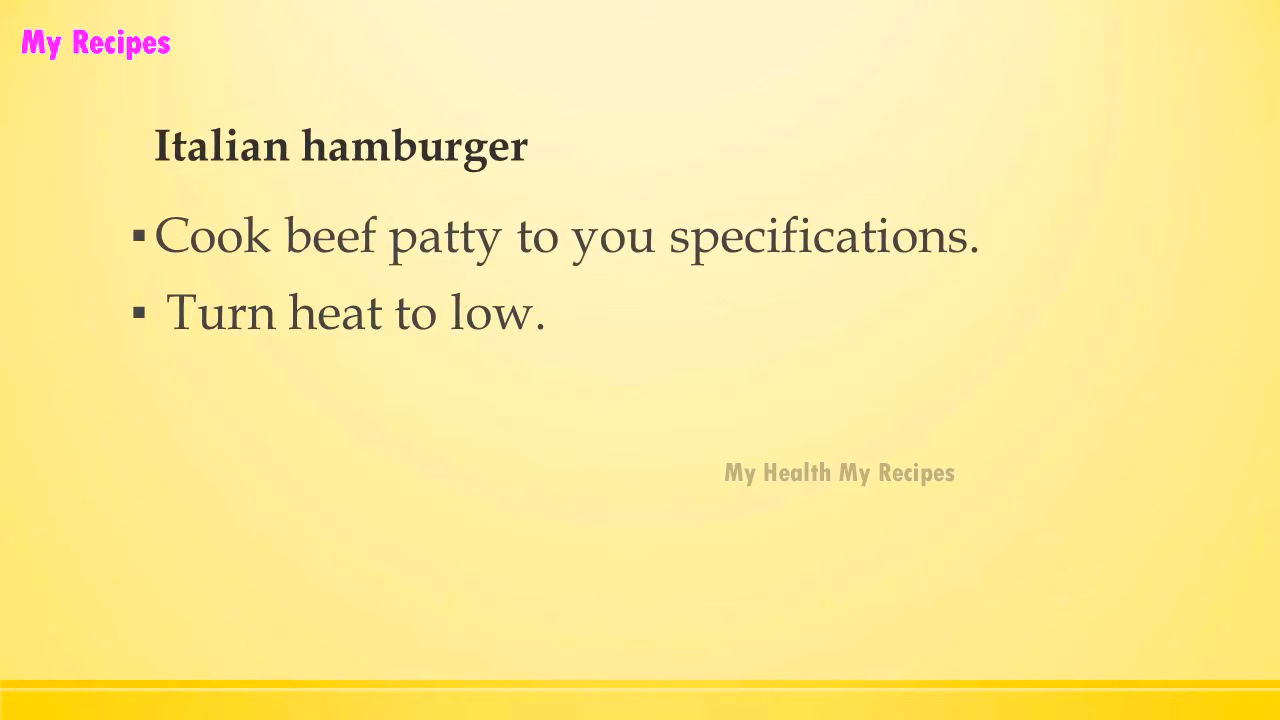 My Recipes
Italian hamburger
▪Cook beef patty to you specifications.
▪ Turn heat to low.
My Health My Recipes